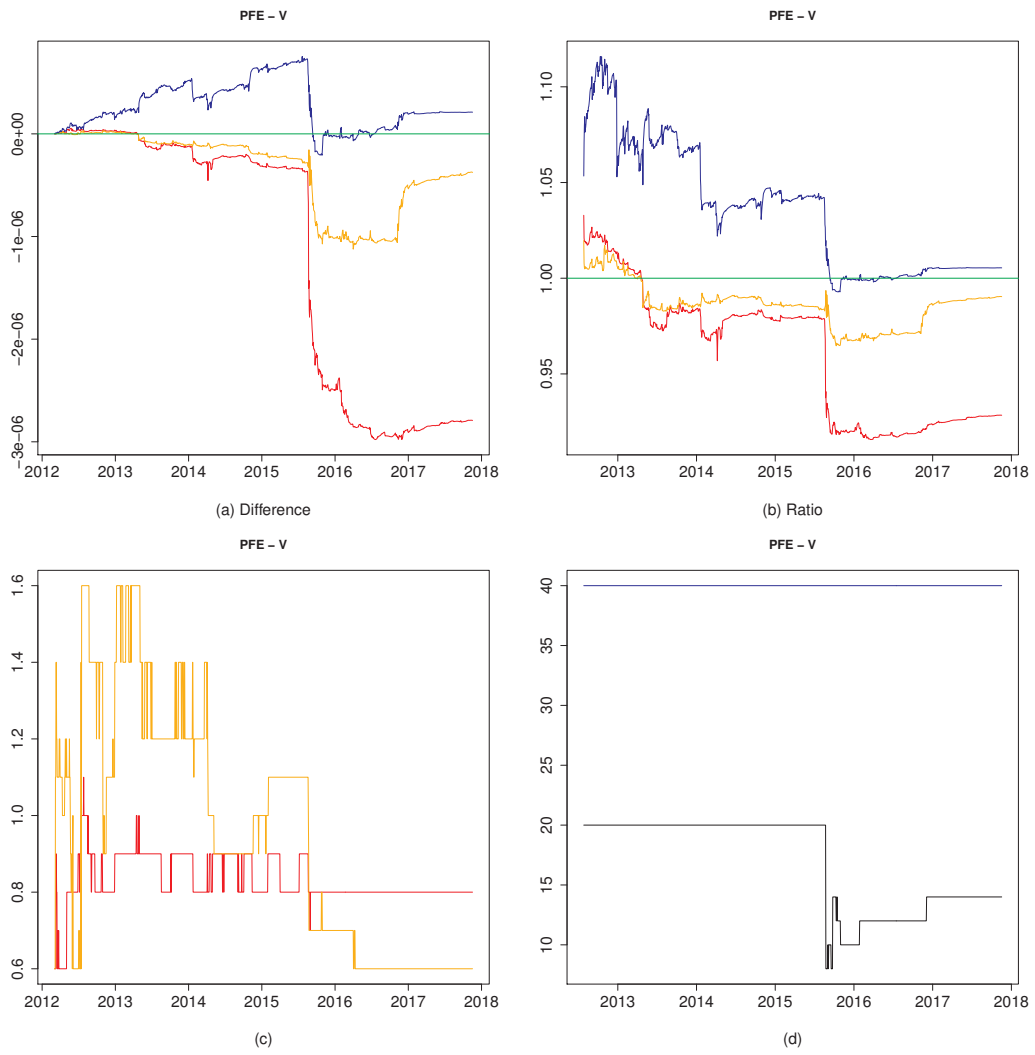 PFE – V
PFE – V
0e+00
−1e−06
−2e−06
−3e−06
2012 2013 2014 2015 2016 2017 2018
(a) Difference
1.10
1.05
1.00
0.95
2013 2014 2015 2016 2017 2018
(b) Ratio
PFE – V
PFE – V
1.6
1.4
1.2
1.0
0.8
0.6
2012 2013 2014 2015 2016 2017 2018
(c)
40
35
30
25
20
15
10
2013 2014 2015 2016 2017 2018
(d)